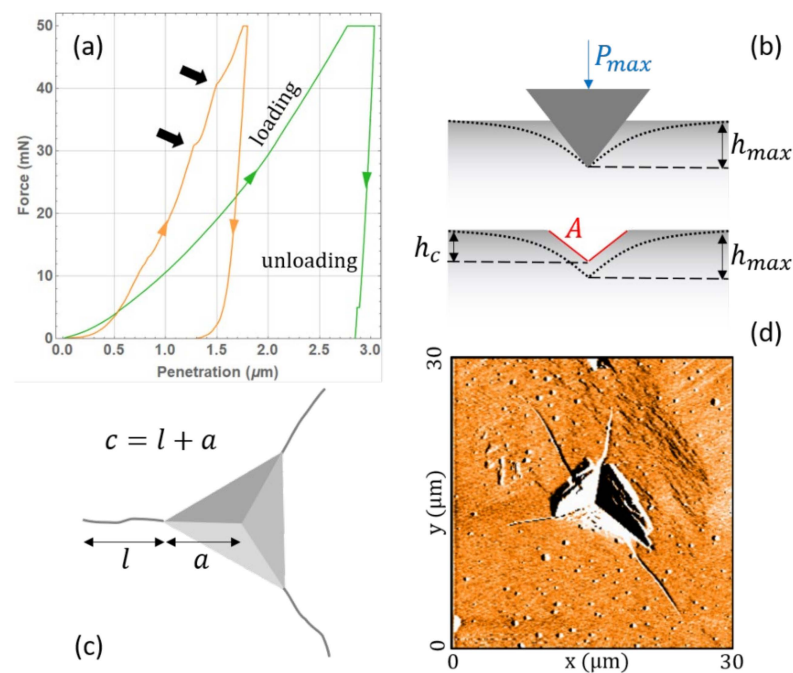 (a)
50
40
30
20
10
0
Force (mN)
loading
unloading
0.0 0.5 1.0 1.5 2.0 2.5 3.0
Penetration (μm)
(b)
P_max
h_max
A
h_c
h_max
(c)
c = l + a
l a
(d)
30
y (μm)
0
0 x (μm) 30